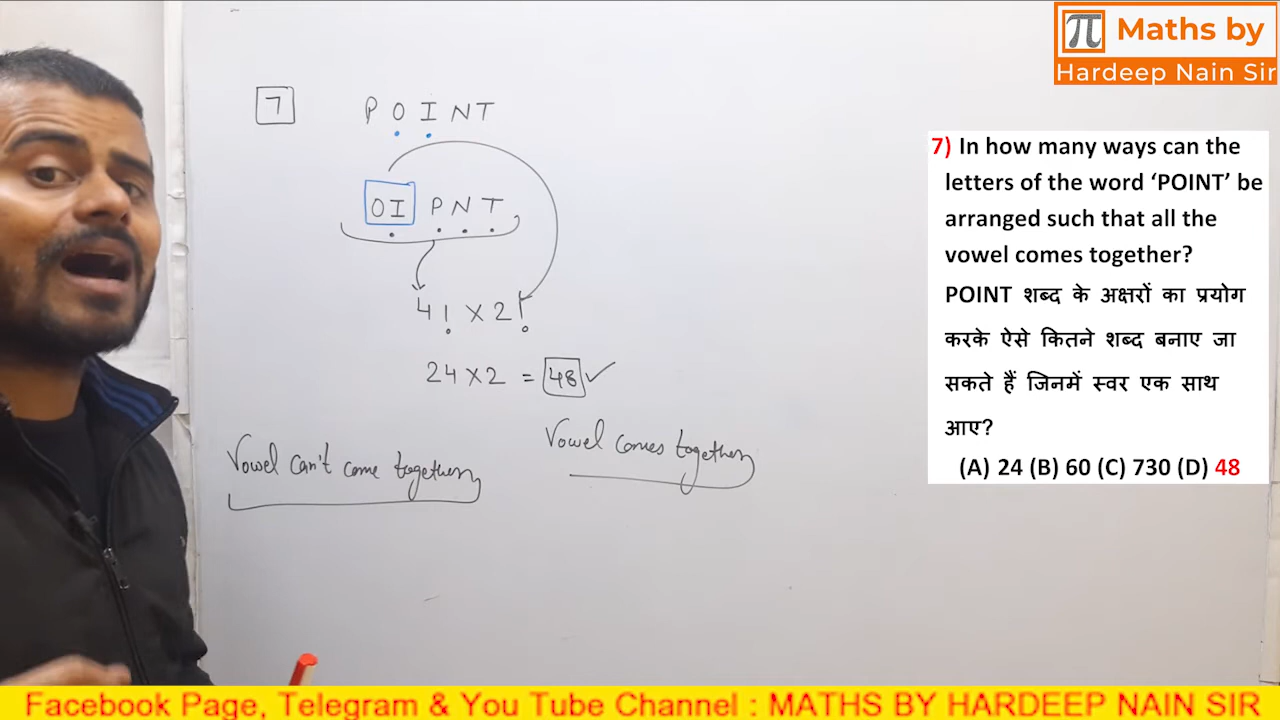 π Maths by
Hardeep Nain Sir
7 POINT
OI PNT
4! X 2!
24 X 2 = 48 ✓
Vowel can't come together
Vowel comes together
7) In how many ways can the
letters of the word ‘POINT’ be
arranged such that all the
vowel comes together?
POINT शब्द के अक्षरों का प्रयोग
करके ऐसे कितने शब्द बनाए जा
सकते हैं जिनमें स्वर एक साथ
आए?
(A) 24 (B) 60 (C) 730 (D) 48
Facebook Page, Telegram & You Tube Channel : MATHS BY HARDEEP NAIN SIR